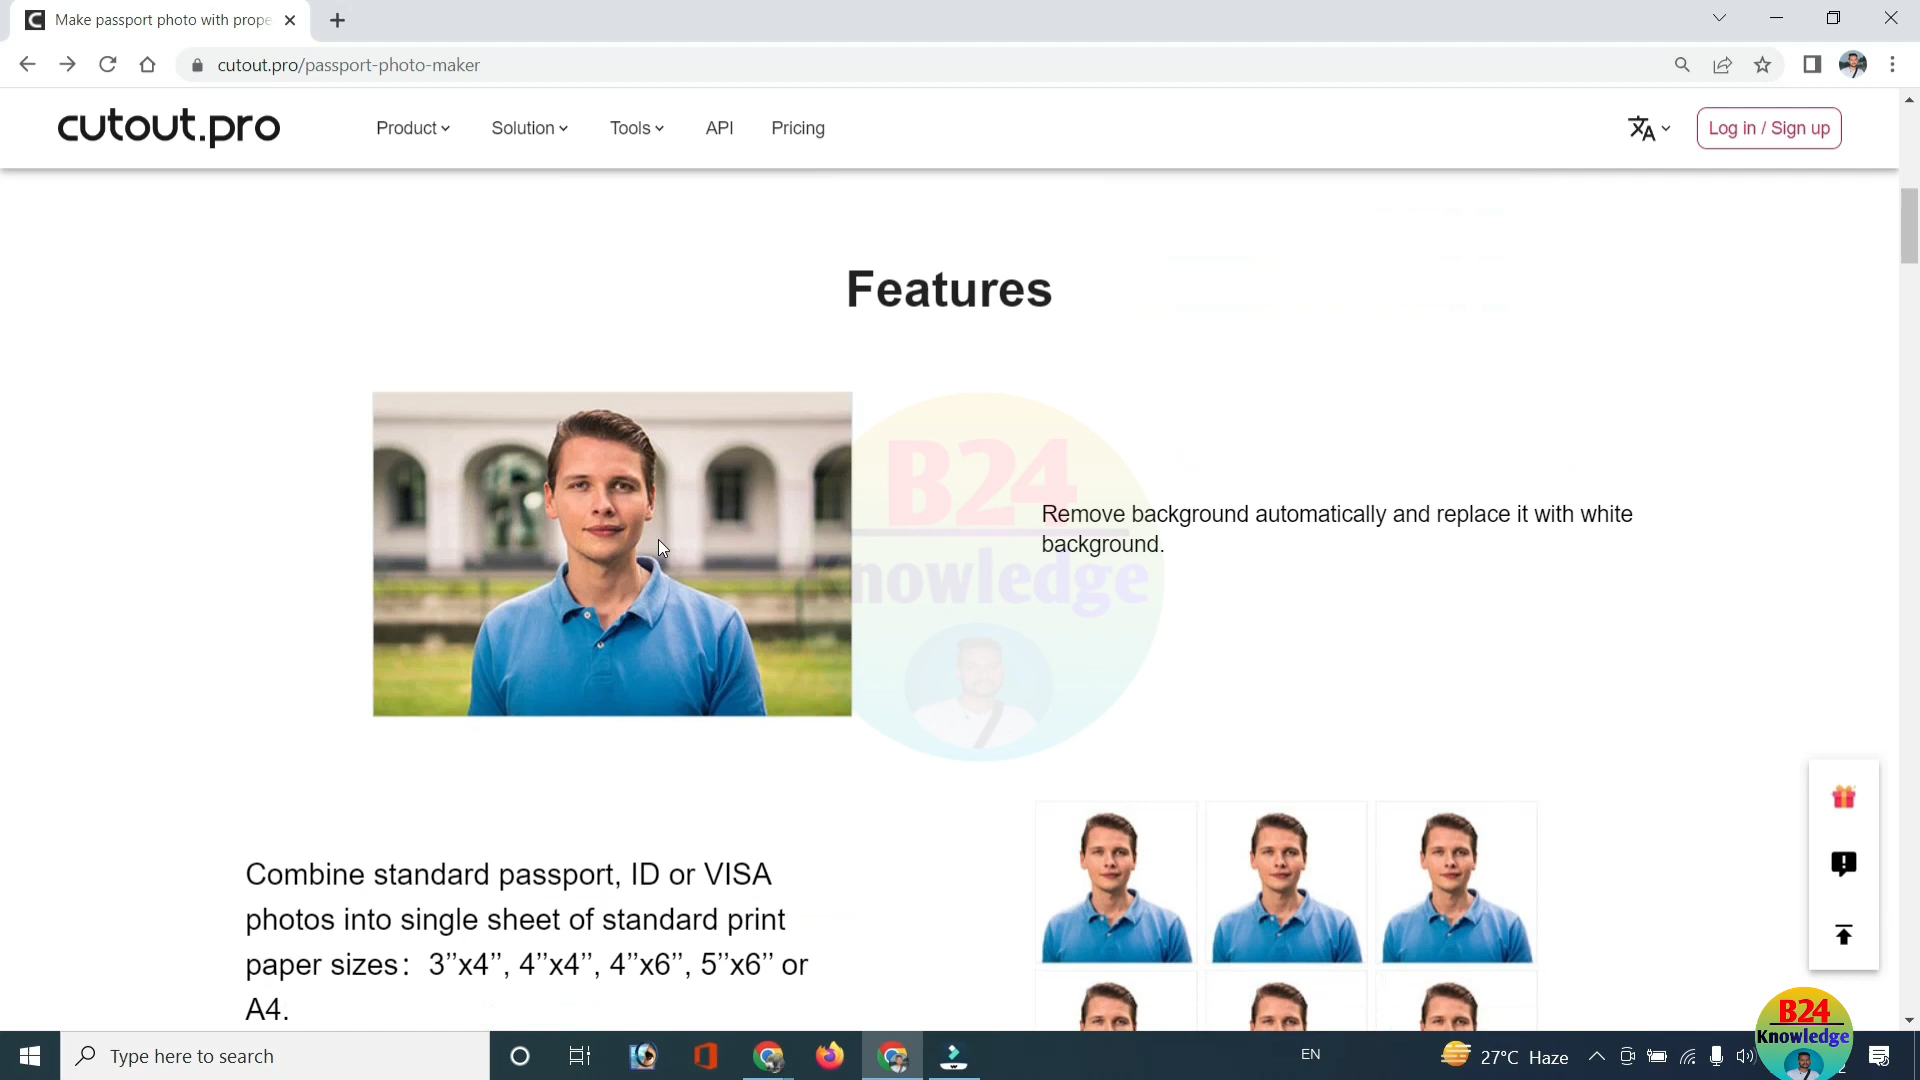 Make passport photo with prope
cutout.pro/passport-photo-maker
cutout.pro
Product
Solution
Tools
API
Pricing
Log in / Sign up
Features
B24
Knowledge
Remove background automatically and replace it with white
background.
Combine standard passport, ID or VISA
photos into single sheet of standard print
paper sizes: 3’’x4’’, 4’’x4’’, 4’’x6’’, 5’’x6’’ or
A4.
Type here to search
EN
27°C Haze
B24
Knowledge